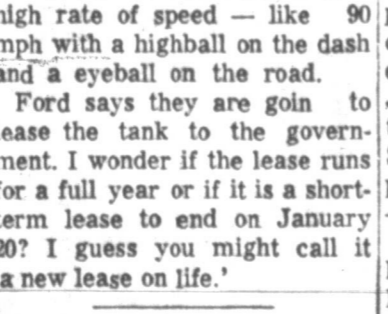 high rate of speed — like 90
mph with a highball on the dash
and a eyeball on the road.
Ford says they are goin to
lease the tank to the govern-
ment. I wonder if the lease runs
for a full year or if it is a short-
term lease to end on January
20? I guess you might call it
'a new lease on life.'